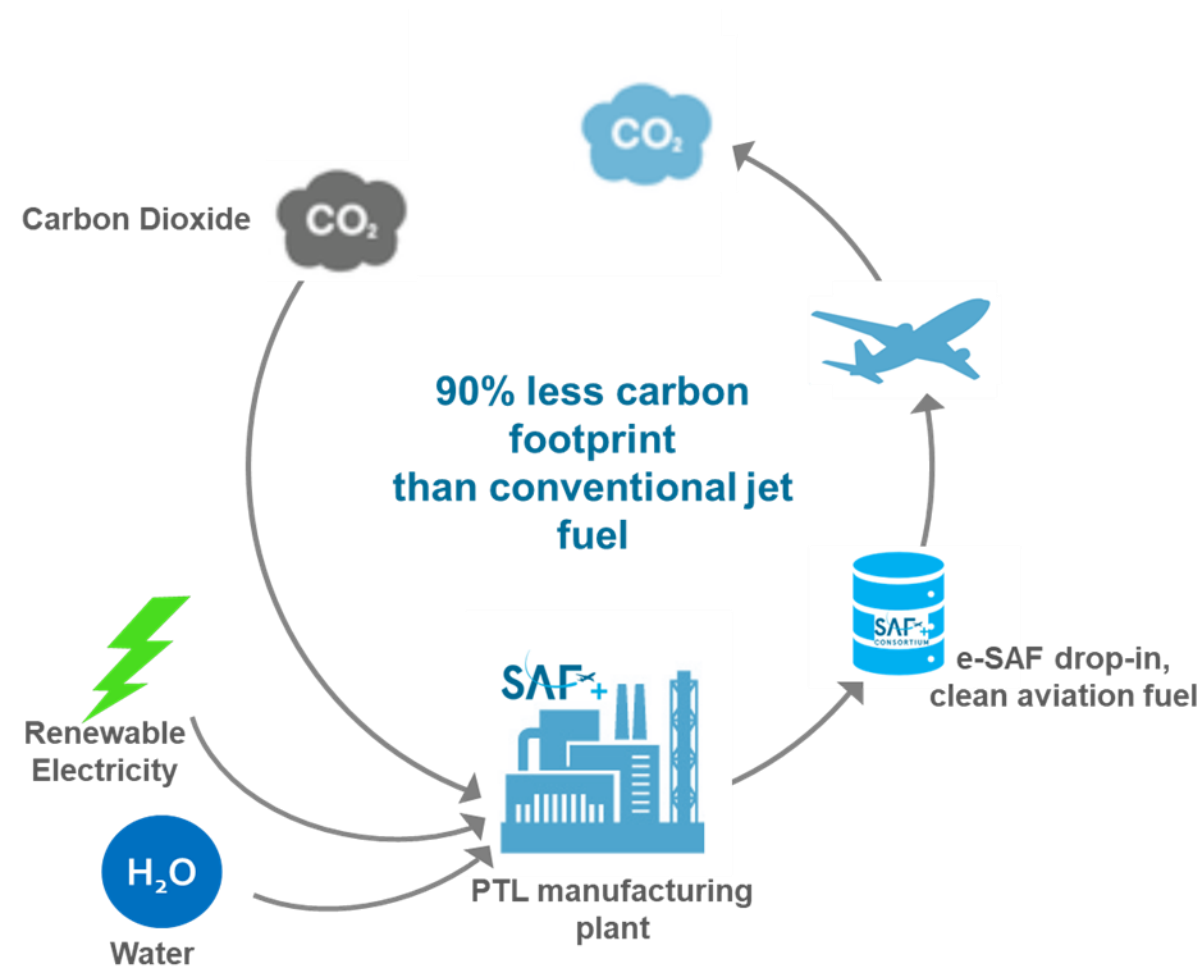 CO₂
Carbon Dioxide
CO₂
90% less carbon
footprint
than conventional jet
fuel
SAF+
CONSORTIUM
e-SAF drop-in,
clean aviation fuel
SAF+
Renewable
Electricity
H₂O
Water
PTL manufacturing
plant